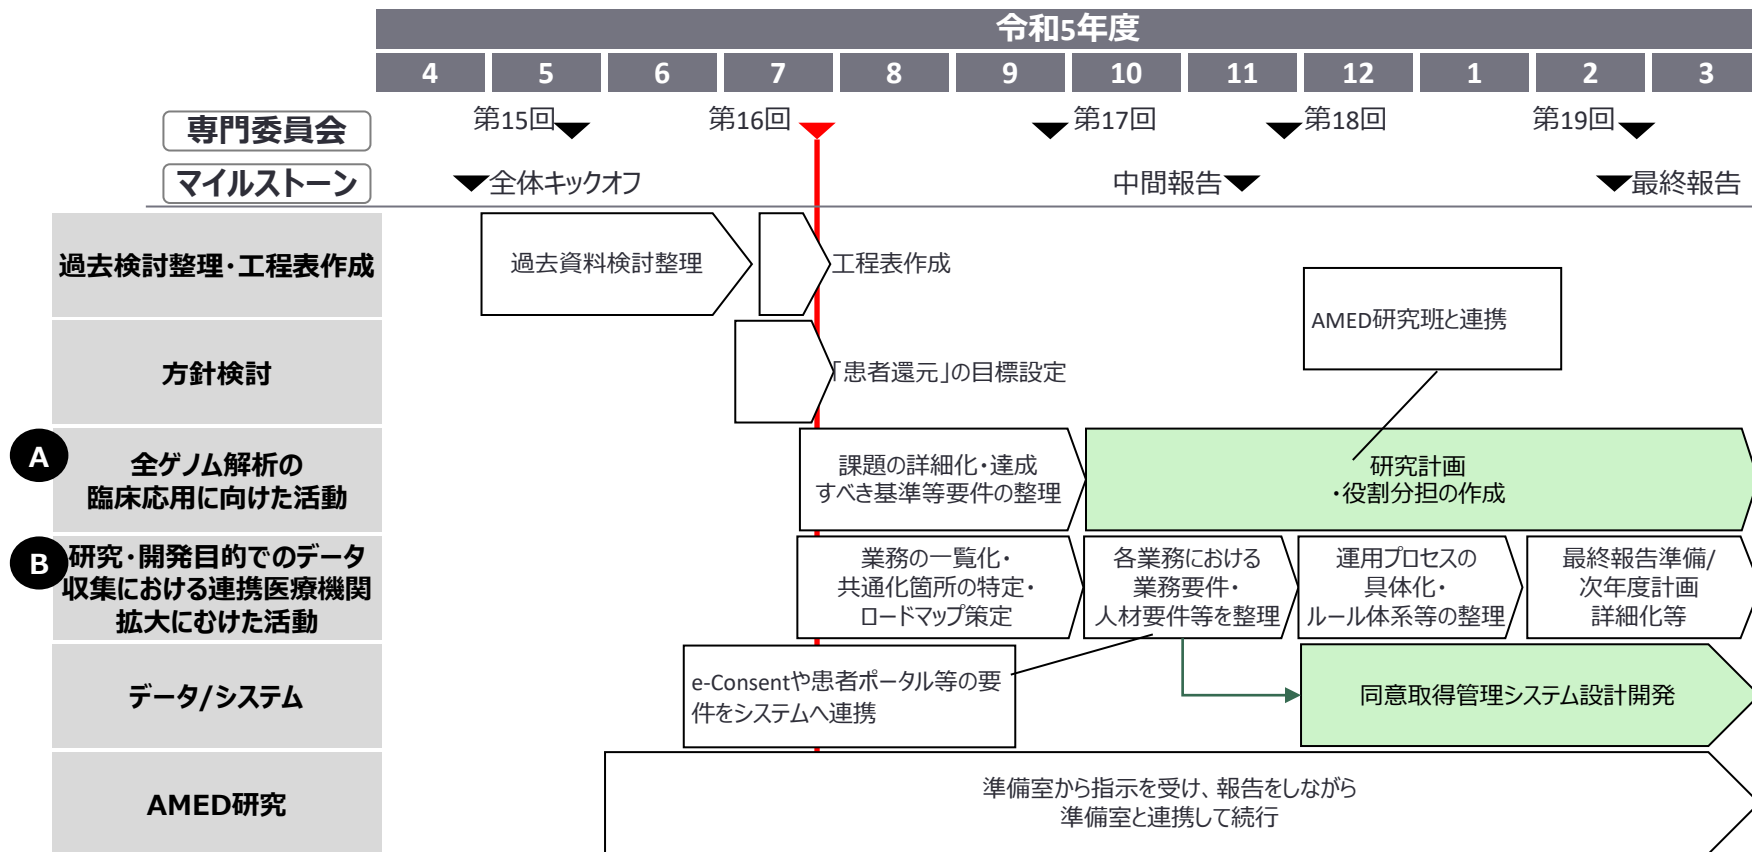 令和5年度
4 5 6 7 8 9 10 11 12 1 2 3
専門委員会
第15回 第16回 第17回 第18回 第19回
マイルストーン
全体キックオフ 中間報告 最終報告
過去検討整理・工程表作成
過去資料検討整理
工程表作成
方針検討
「患者還元」の目標設定
AMED研究班と連携
A
全ゲノム解析の
臨床応用に向けた活動
課題の詳細化・達成
すべき基準等要件の整理
研究計画
・役割分担の作成
B
研究・開発目的でのデータ
収集における連携医療機関
拡大にむけた活動
業務の一覧化・
共通化箇所の特定・
ロードマップ策定
各業務における
業務要件・
人材要件等を整理
運用プロセスの
具体化・
ルール体系等の整理
最終報告準備/
次年度計画
詳細化等
データ/システム
e-Consentや患者ポータル等の要
件をシステムへ連携
同意取得管理システム設計開発
AMED研究
準備室から指示を受け、報告をしながら
準備室と連携して続行